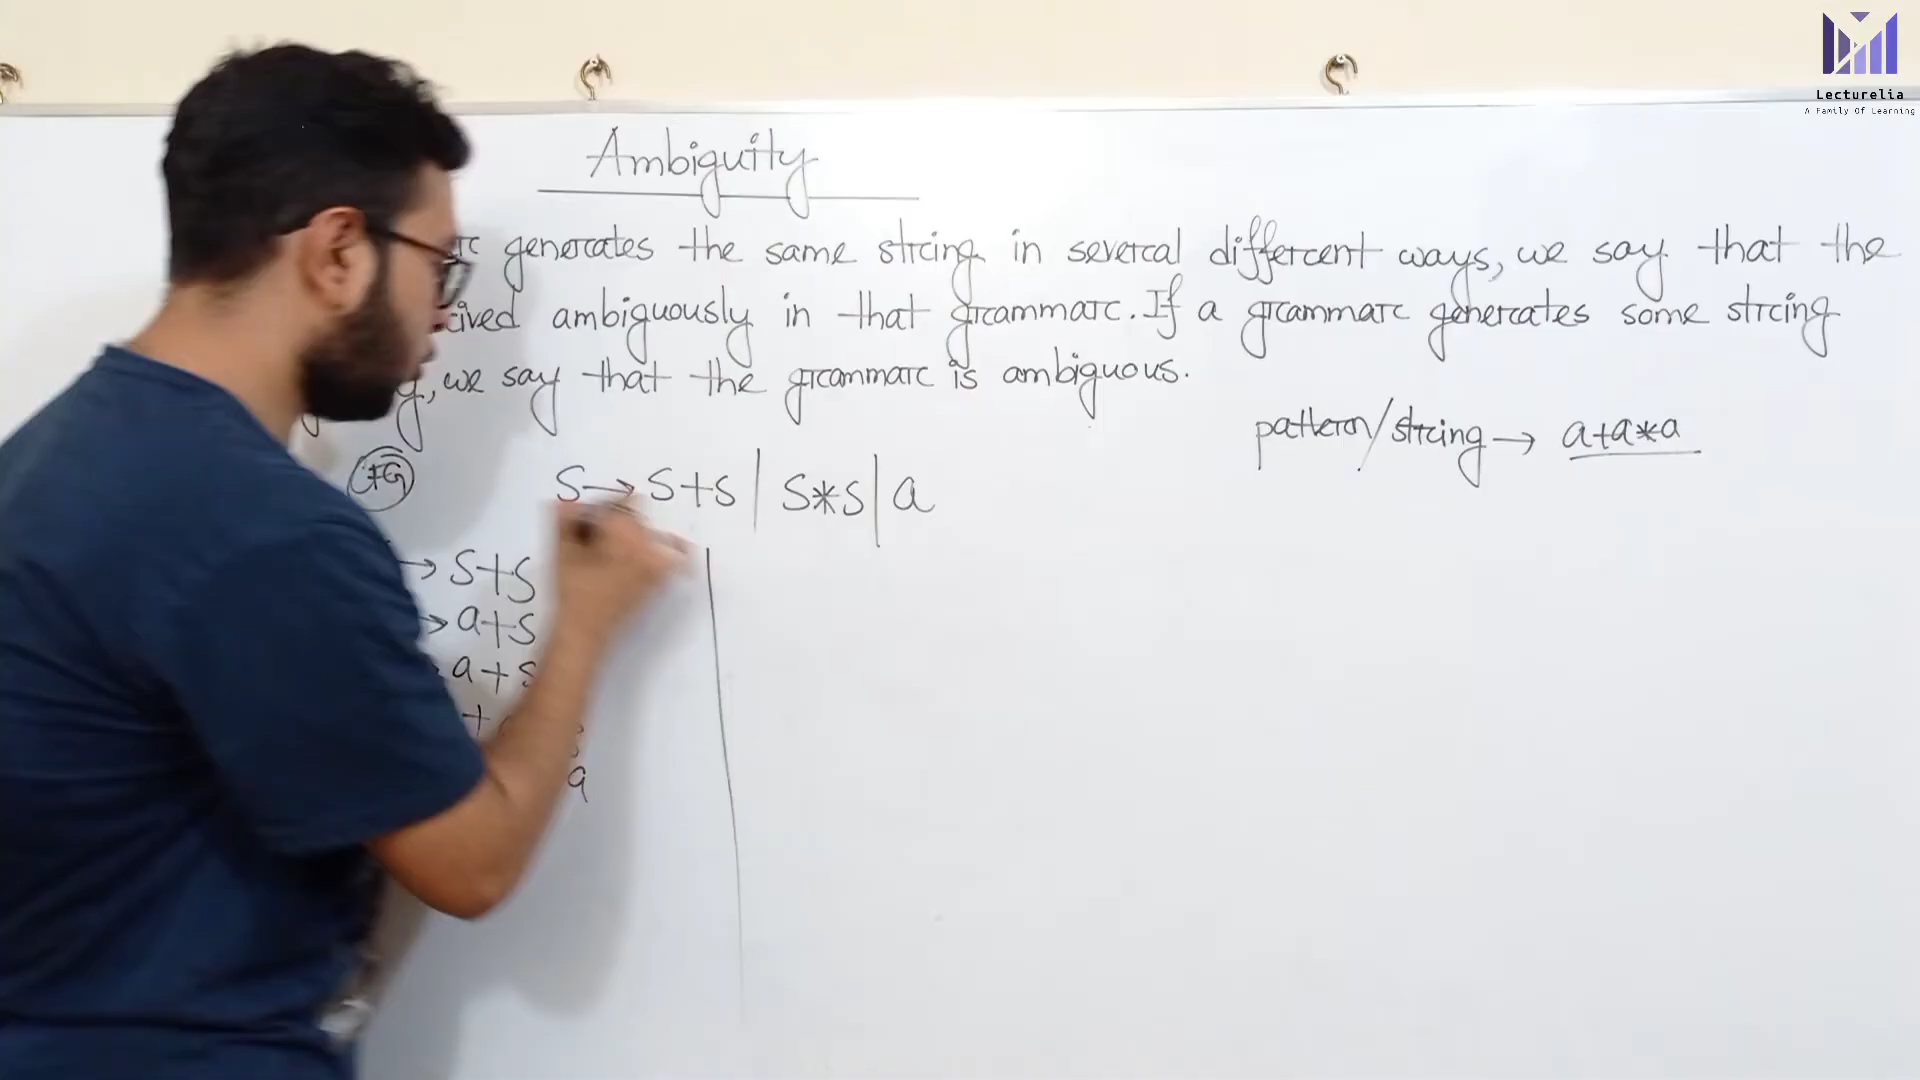 Lecturelia
A Family Of Learning
Ambiguity
generates the same string in several different ways, we say that the
ambiguously in that grammar. If a grammar generates some string
we say that the grammar is ambiguous.
pattern/string → a+a*a
CFG
S → S+S | S*S | a
→ S+S
→ a+S
a+S
+
a